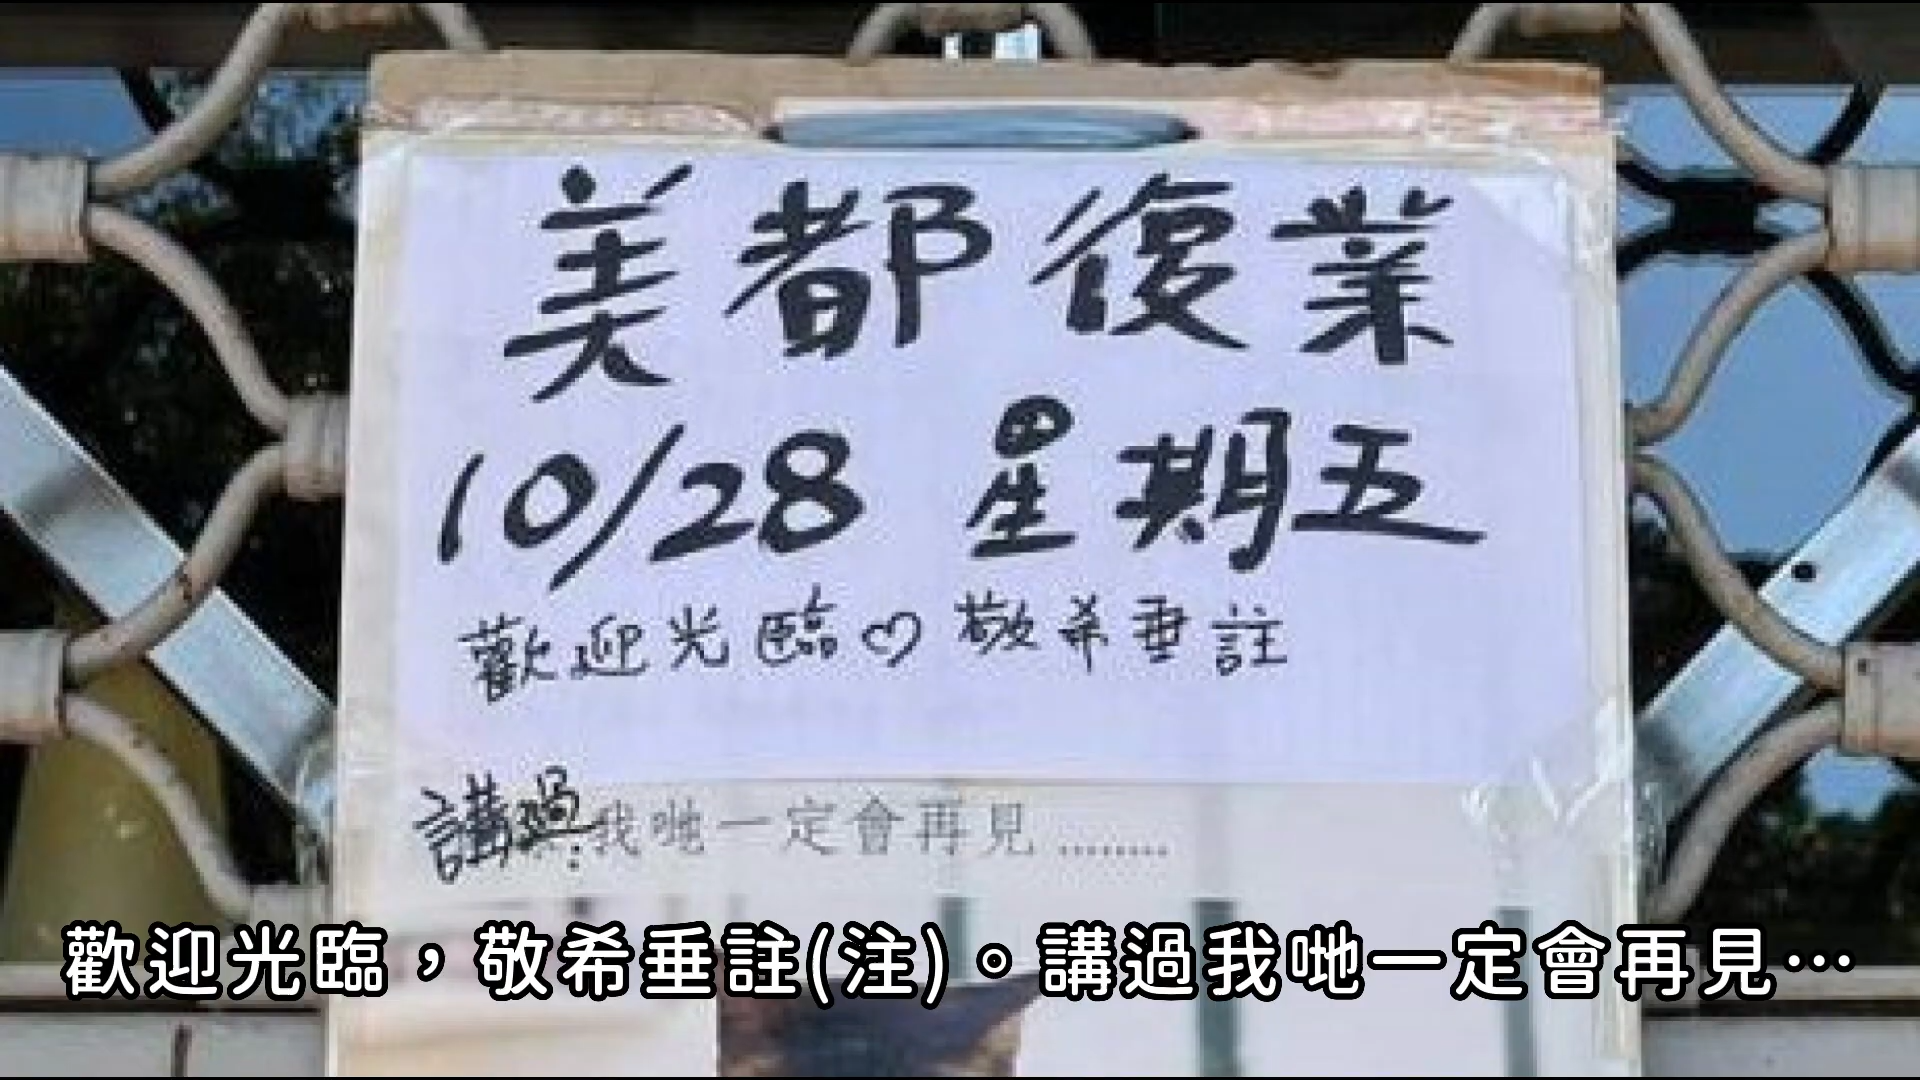 美都復業
10/28 星期五
歡迎光臨♡敬希垂註
講過:我哋一定會再見........
歡迎光臨，敬希垂註(注)。講過我哋一定會再見…